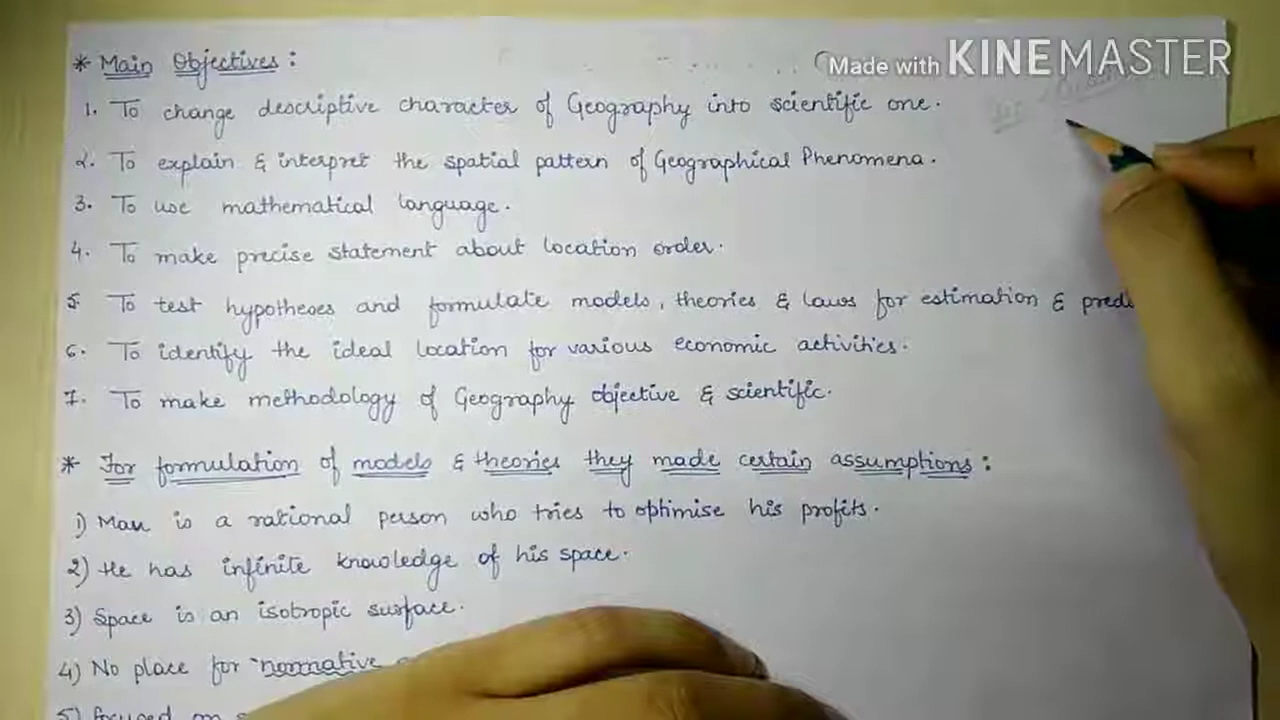 Made with KINEMASTER
* Main Objectives :
1. To change descriptive character of Geography into scientific one.
2. To explain & interpret the spatial pattern of Geographical Phenomena.
3. To use mathematical language.
4. To make precise statement about location order.
5. To test hypotheses and formulate models, theories & laws for estimation &
6. To identify the ideal location for various economic activities.
7. To make methodology of Geography objective & scientific.
* For formulation of models & theories they made certain assumptions :
1) Man is a rational person who tries to optimise his profits.
2) He has infinite knowledge of his space.
3) Space is an isotropic surface.
4) No place for normative
5) focused on